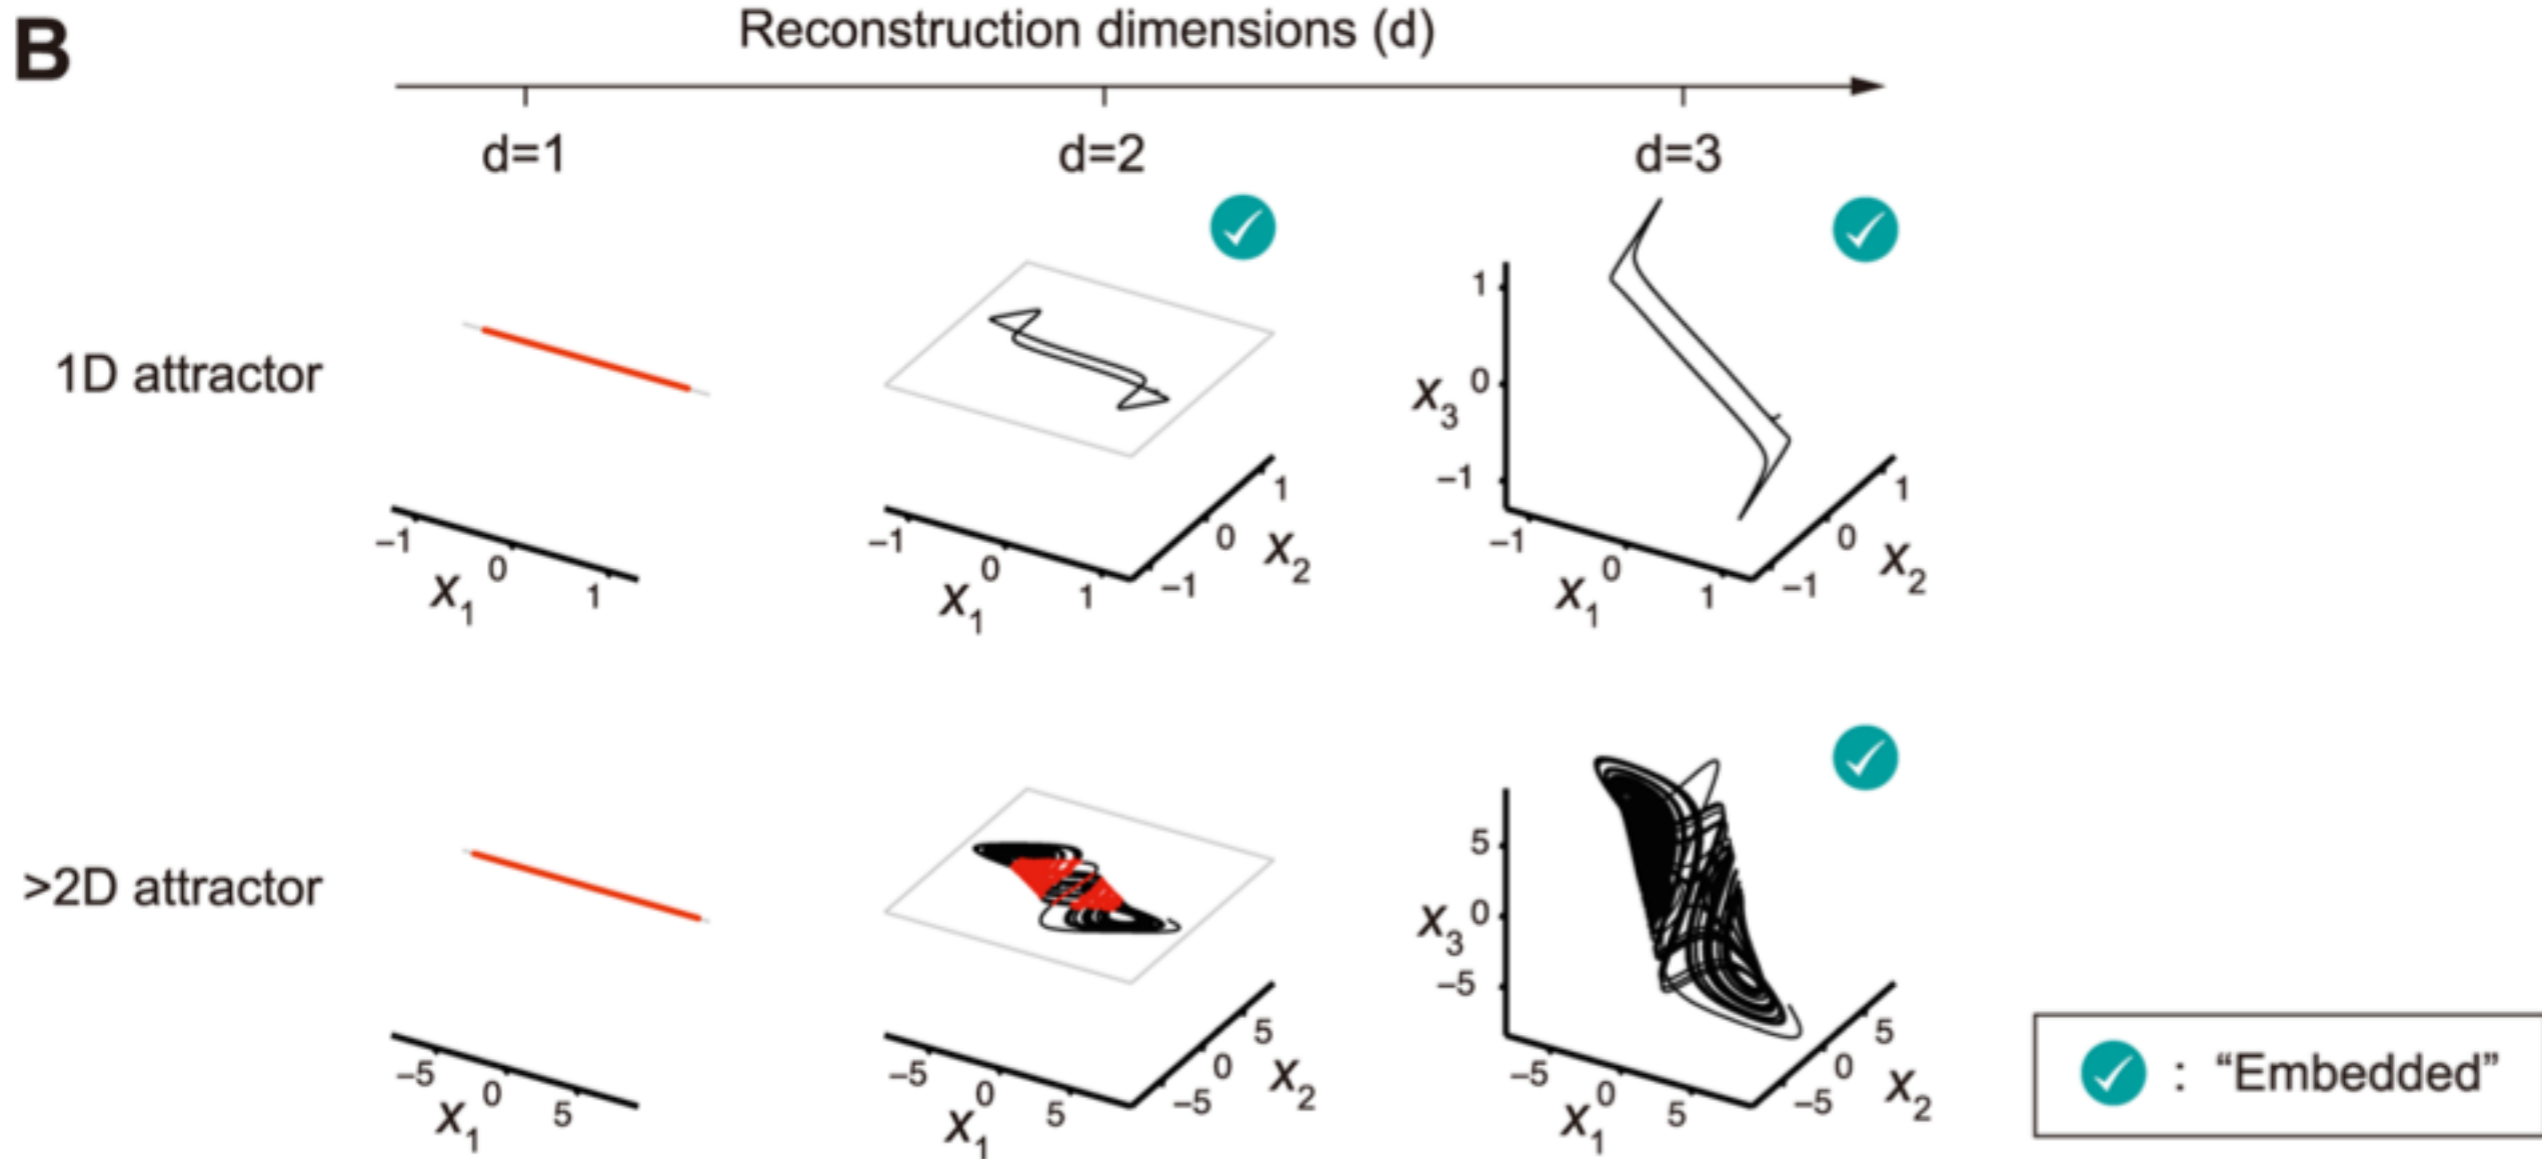 B
Reconstruction dimensions (d)
d=1
d=2
d=3
1D attractor
−1
0
1
x1
−1
0
1
x1
−1
0
1
x2
1
0
−1
x3
−1
0
1
x1
−1
0
1
x2
>2D attractor
−5
0
5
x1
−5
0
5
x1
−5
0
5
x2
5
0
−5
x3
−5
0
5
x1
−5
0
5
x2
: “Embedded”